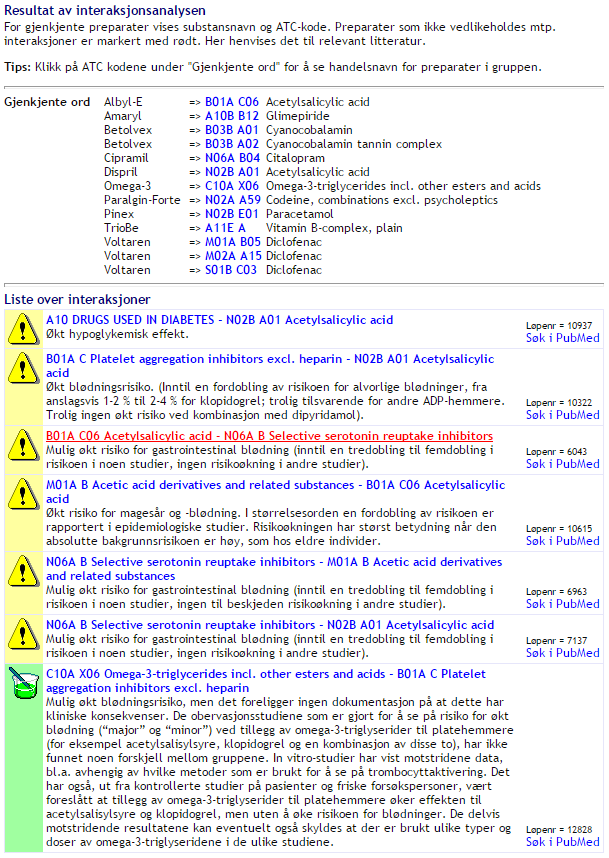 Resultat av interaksjonsanalysen
For gjenkjente preparater vises substansnavn og ATC-kode. Preparater som ikke vedlikeholdes mtp.
interaksjoner er markert med rødt. Her henvises det til relevant litteratur.
Tips: Klikk på ATC kodene under "Gjenkjente ord" for å se handelsnavn for preparater i gruppen.
Gjenkjente ord Albyl-E => B01A C06 Acetylsalicylic acid
Amaryl => A10B B12 Glimepiride
Betolvex => B03B A01 Cyanocobalamin
Betolvex => B03B A02 Cyanocobalamin tannin complex
Cipramil => N06A B04 Citalopram
Dispril => N02B A01 Acetylsalicylic acid
Omega-3 => C10A X06 Omega-3-triglycerides incl. other esters and acids
Paralgin-Forte => N02A A59 Codeine, combinations excl. psycholeptics
Pinex => N02B E01 Paracetamol
TrioBe => A11E A Vitamin B-complex, plain
Voltaren => M01A B05 Diclofenac
Voltaren => M02A A15 Diclofenac
Voltaren => S01B C03 Diclofenac
Liste over interaksjoner
A10 DRUGS USED IN DIABETES - N02B A01 Acetylsalicylic acid
Økt hypoglykemisk effekt.
Løpenr = 10937
Søk i PubMed
B01A C Platelet aggregation inhibitors excl. heparin - N02B A01 Acetylsalicylic
acid
Økt blødningsrisiko. (Inntil en fordobling av risikoen for alvorlige blødninger, fra
anslagsvis 1-2 % til 2-4 % for klopidogrel; trolig tilsvarende for andre ADP-hemmere.
Trolig ingen økt risiko ved kombinasjon med dipyridamol).
Løpenr = 10322
Søk i PubMed
B01A C06 Acetylsalicylic acid - N06A B Selective serotonin reuptake inhibitors
Mulig økt risiko for gastrointestinal blødning (inntil en tredobling til femdobling i
risikoen i noen studier, ingen risikoøkning i andre studier).
Løpenr = 6043
Søk i PubMed
M01A B Acetic acid derivatives and related substances - B01A C06 Acetylsalicylic
acid
Økt risiko for magesår og -blødning. I størrelsesorden en fordobling av risikoen er
rapportert i epidemiologiske studier. Risikoøkningen har størst betydning når den
absolutte bakgrunnsrisikoen er høy, som hos eldre individer.
Løpenr = 10615
Søk i PubMed
N06A B Selective serotonin reuptake inhibitors - M01A B Acetic acid derivatives
and related substances
Mulig økt risiko for gastrointestinal blødning (inntil en tredobling til femdobling i
risikoen i noen studier, ingen til beskjeden risikoøkning i andre studier).
Løpenr = 6963
Søk i PubMed
N06A B Selective serotonin reuptake inhibitors - N02B A01 Acetylsalicylic acid
Mulig økt risiko for gastrointestinal blødning (inntil en tredobling til femdobling i
risikoen i noen studier, ingen risikoøkning i andre studier).
Løpenr = 7137
Søk i PubMed
C10A X06 Omega-3-triglycerides incl. other esters and acids - B01A C Platelet
aggregation inhibitors excl. heparin
Mulig økt blødningsrisiko, men det foreligger ingen dokumentasjon på at dette har
kliniske konsekvenser. De obervasjonsstudiene som er gjort for å se på risiko for økt
blødning (“major” og “minor”) ved tillegg av omega-3-triglyserider til platehemmere
(for eksempel acetylsalisylsyre, klopidogrel og en kombinasjon av disse to), har ikke
funnet noen forskjell mellom gruppene. In vitro-studier har vist motstridene data,
bl.a. avhengig av hvilke metoder som er brukt for å se på trombocyttaktivering. Det
har også, ut fra kontrollerte studier på pasienter og friske forsøkspersoner, vært
foreslått at tillegg av omega-3-triglyserider til platehemmere øker effekten til
acetylsalisylsyre og klopidogrel, men uten å øke risikoen for blødninger. De delvis
motstridende resultatene kan eventuelt også skyldes at der er brukt ulike typer og
doser av omega-3-triglyseridene i de ulike studiene.
Løpenr = 12828
Søk i PubMed